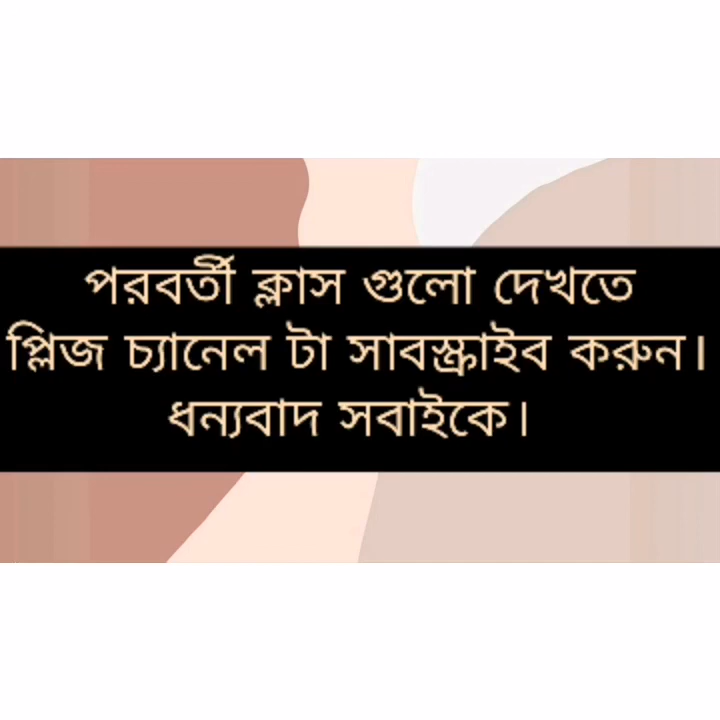 পরবর্তী ক্লাস গুলো দেখতে
প্লিজ চ্যানেল টা সাবস্ক্রাইব করুন।
ধন্যবাদ সবাইকে।